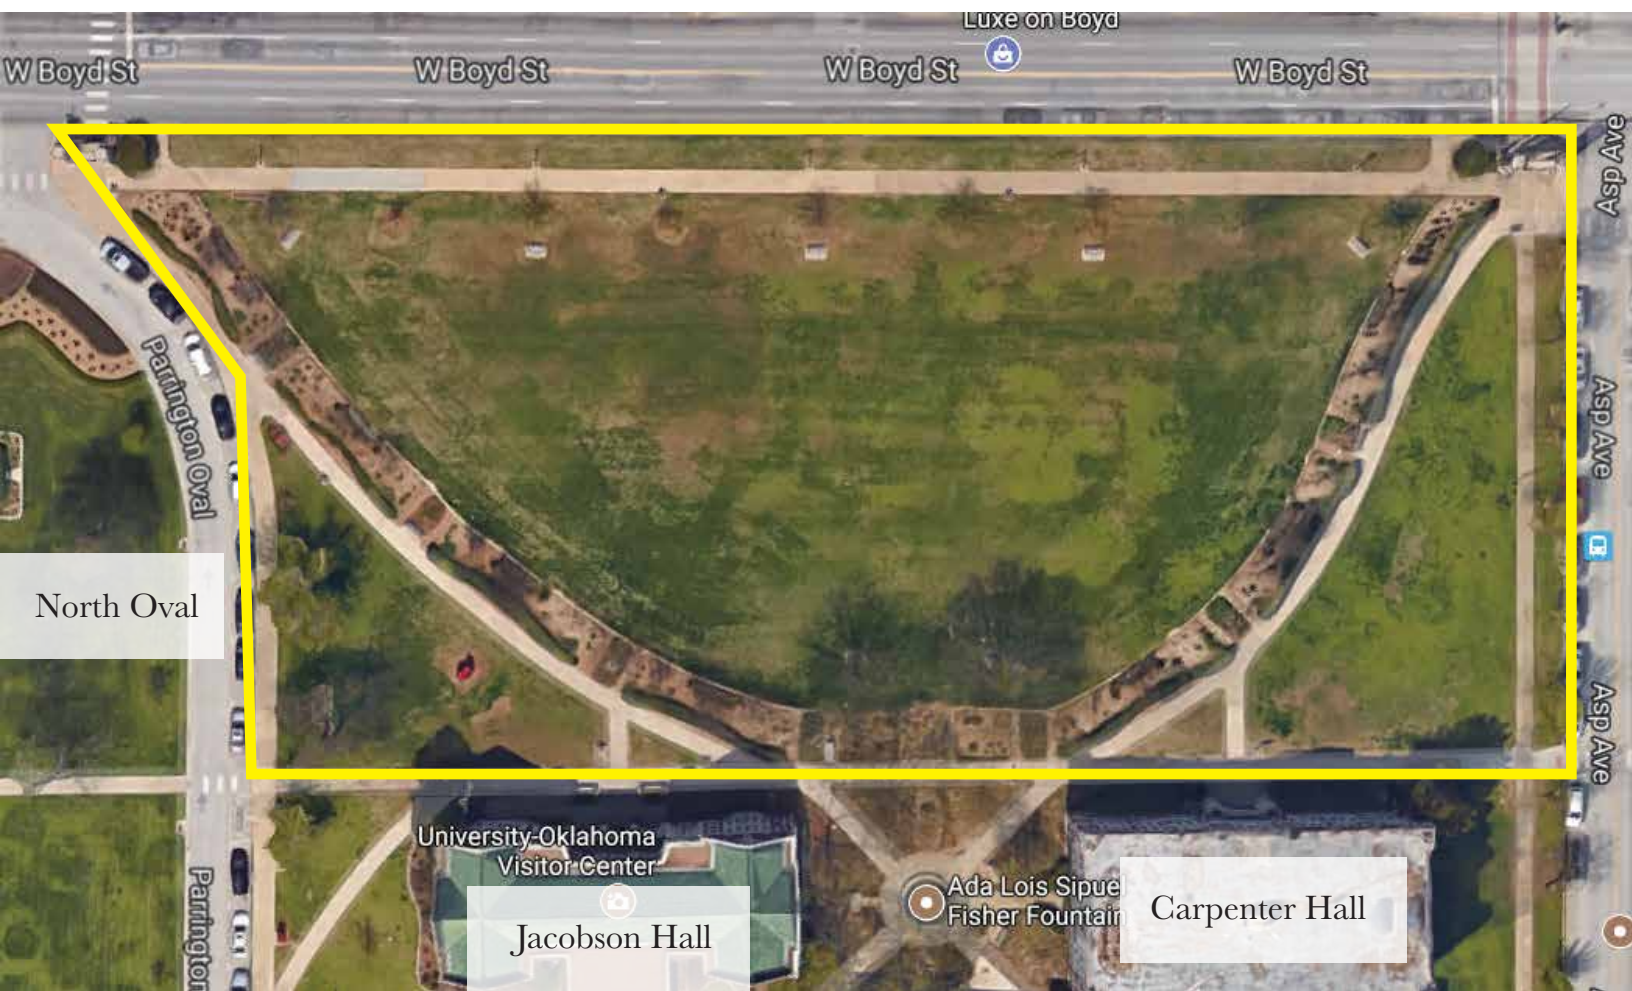 Luxe on Boyd
W Boyd St
W Boyd St
W Boyd St
W Boyd St
Asp Ave
Parrington Oval
Asp Ave
North Oval
Asp Ave
University-Oklahoma
Visitor Center
Parrington
Jacobson Hall
Ada Lois Sipuel
Fisher Fountain
Carpenter Hall